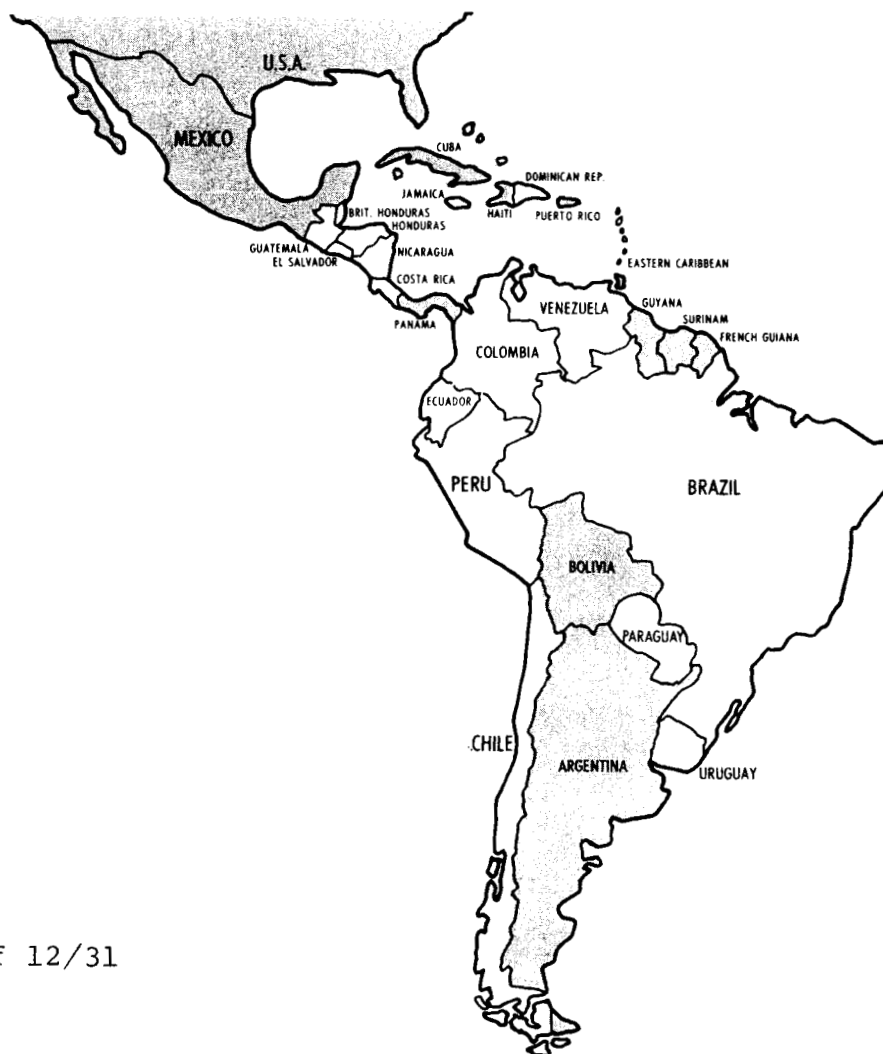 U.S.A.
MEXICO
CUBA
DOMINICAN REP.
JAMAICA
HAITI
PUERTO RICO
BRIT. HONDURAS
HONDURAS
GUATEMALA
NICARAGUA
EL SALVADOR
EASTERN CARIBBEAN
COSTA RICA
GUYANA
VENEZUELA
SURINAM
PANAMA
FRENCH GUIANA
COLOMBIA
ECUADOR
PERU
BRAZIL
BOLIVIA
PARAGUAY
CHILE
ARGENTINA
URUGUAY
12/31